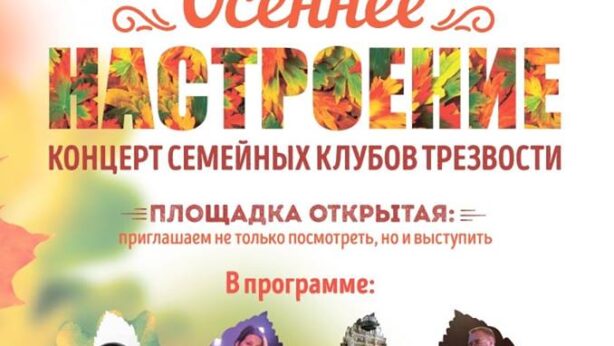 Осеннее
НАСТРОЕНИЕ
КОНЦЕРТ СЕМЕЙНЫХ КЛУБОВ ТРЕЗВОСТИ
ПЛОЩАДКА ОТКРЫТАЯ:
приглашаем не только посмотреть, но и выступить
В программе: